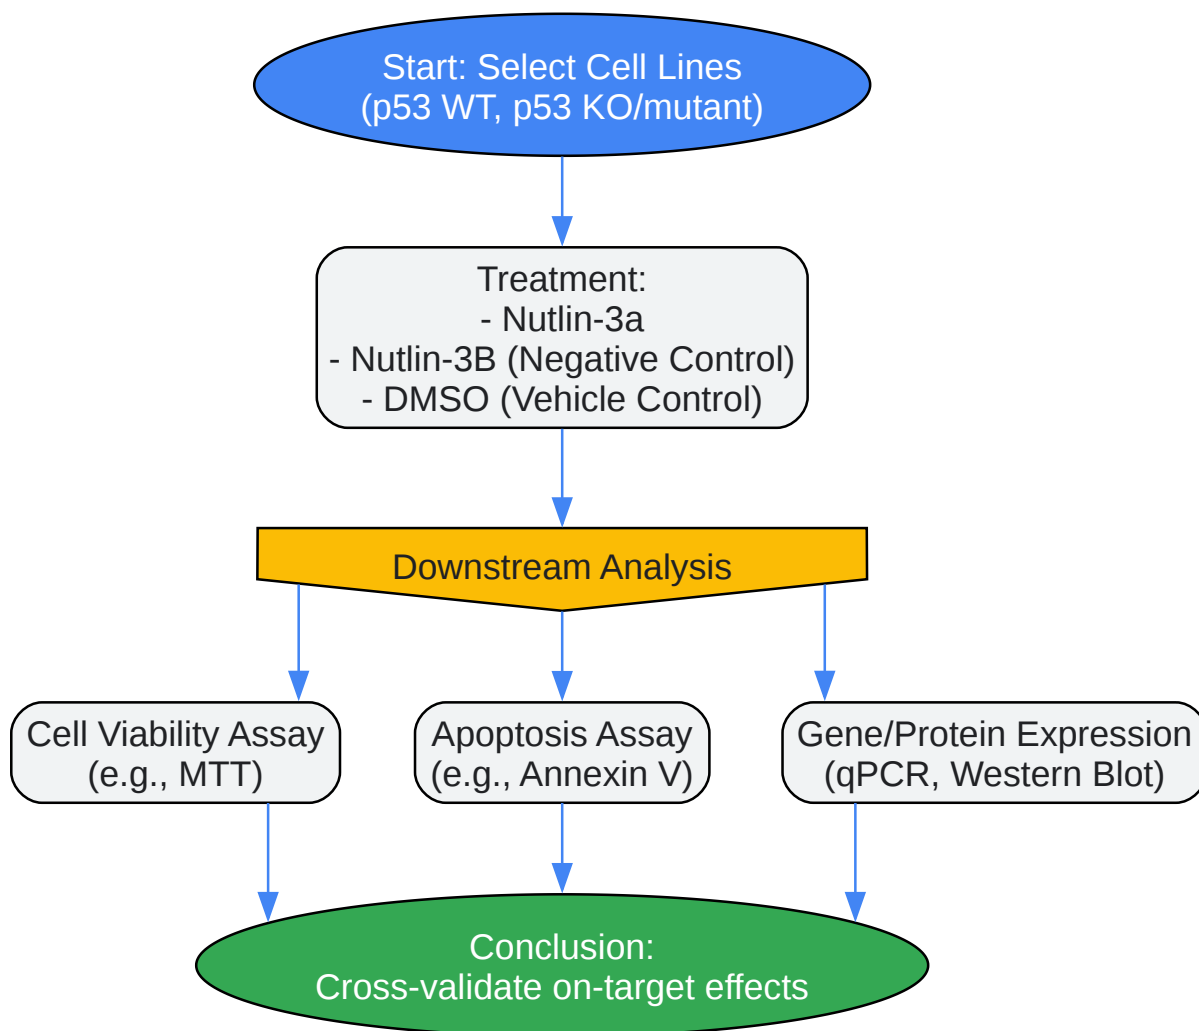 Start: Select Cell Lines
(p53 WT, p53 KO/mutant)
Treatment:
- Nutlin-3a
- Nutlin-3B (Negative Control)
- DMSO (Vehicle Control)
Downstream Analysis
Cell Viability Assay
(e.g., MTT)
Apoptosis Assay
(e.g., Annexin V)
Gene/Protein Expression
(qPCR, Western Blot)
Conclusion:
Cross-validate on-target effects